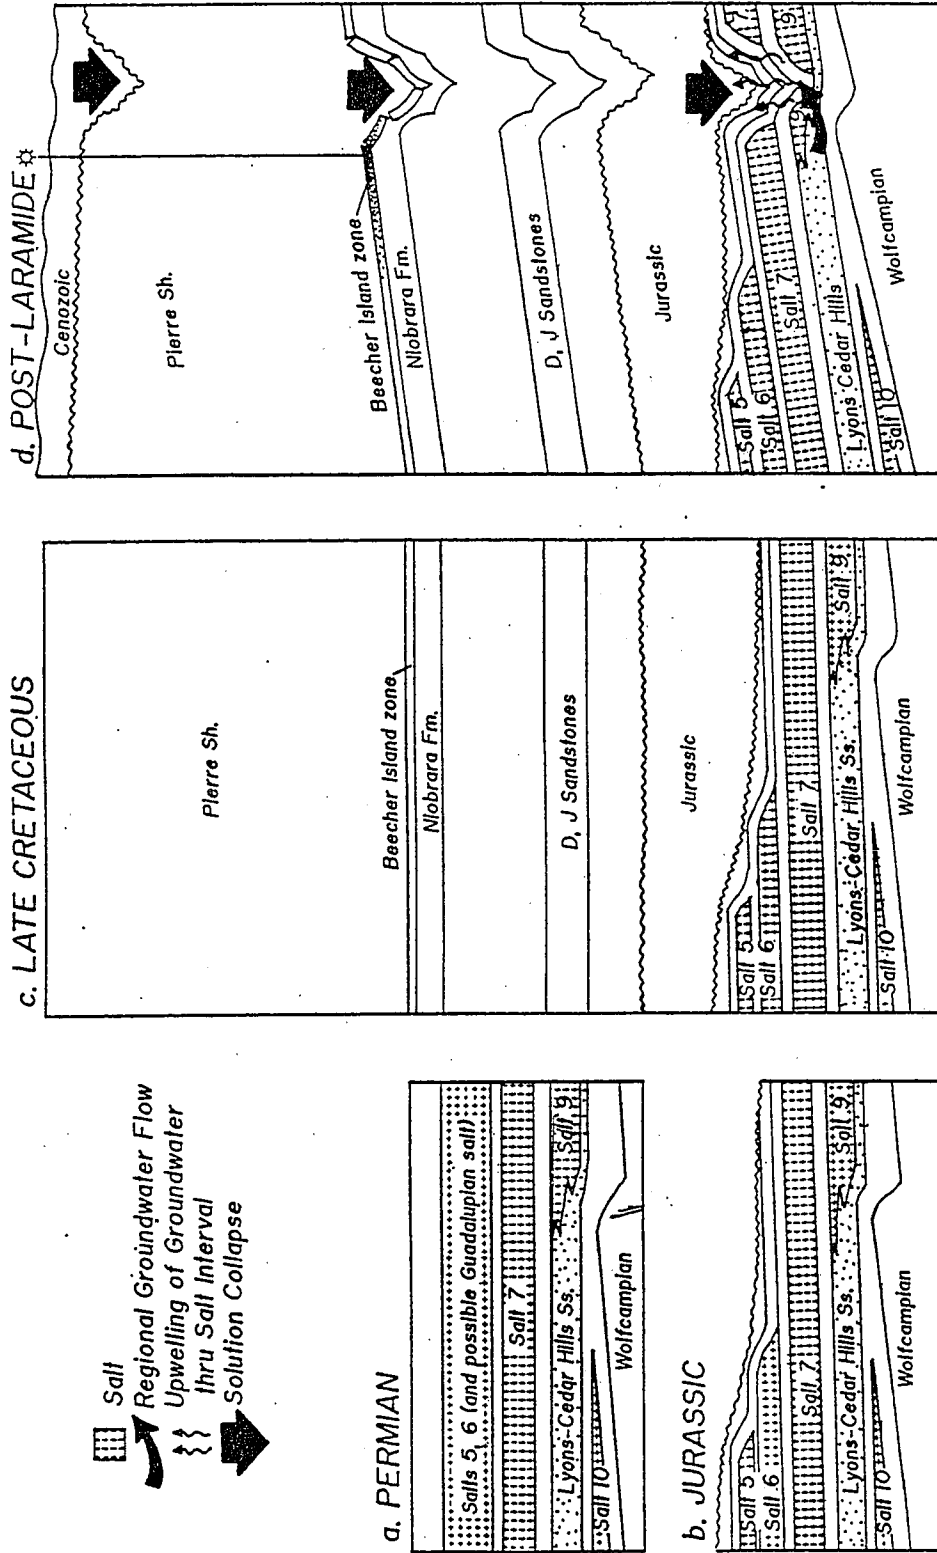 Salt
Regional Groundwater Flow
Upwelling of Groundwater
thru Salt Interval
Solution Collapse
a. PERMIAN
Salts 5, 6 (and possible Guadalupian salt)
Salt 7
Lyons-Cedar Hills Ss.
Salt 9
Salt 10
Wolfcampian
b. JURASSIC
Salt 5
Salt 6
Salt 7
Lyons-Cedar Hills Ss.
Salt 9
Salt 10
Wolfcampian
c. LATE CRETACEOUS
Pierre Sh.
Beecher Island zone
Niobrara Fm.
D, J Sandstones
Jurassic
Salt 5
Salt 6
Salt 7
Lyons-Cedar Hills Ss.
Salt 9
Salt 10
Wolfcampian
d. POST-LARAMIDE
Cenozoic
Pierre Sh.
Beecher Island zone
Niobrara Fm.
D, J Sandstones
Jurassic
Salt 5
Salt 6
Salt 7
7
9
9
Lyons Cedar Hills
Salt 10
Wolfcampian